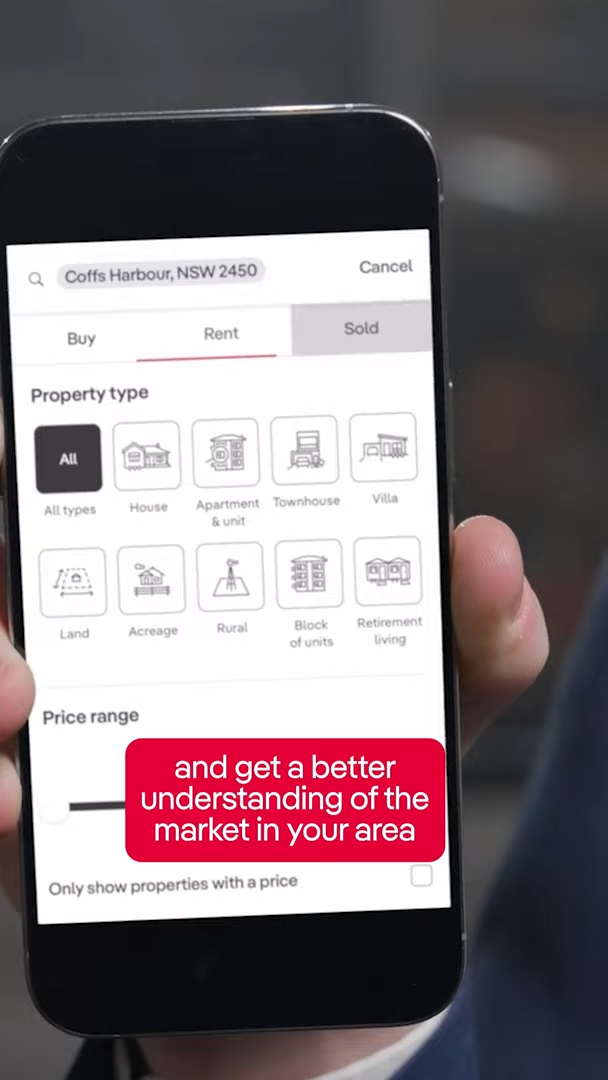 Coffs Harbour, NSW 2450
Cancel
Buy
Rent
Sold
Property type
All
All types
House
Apartment
& unit
Townhouse
Villa
Land
Acreage
Rural
Block
of units
Retirement
living
Price range
and get a better
understanding of the
market in your area
Only show properties with a price